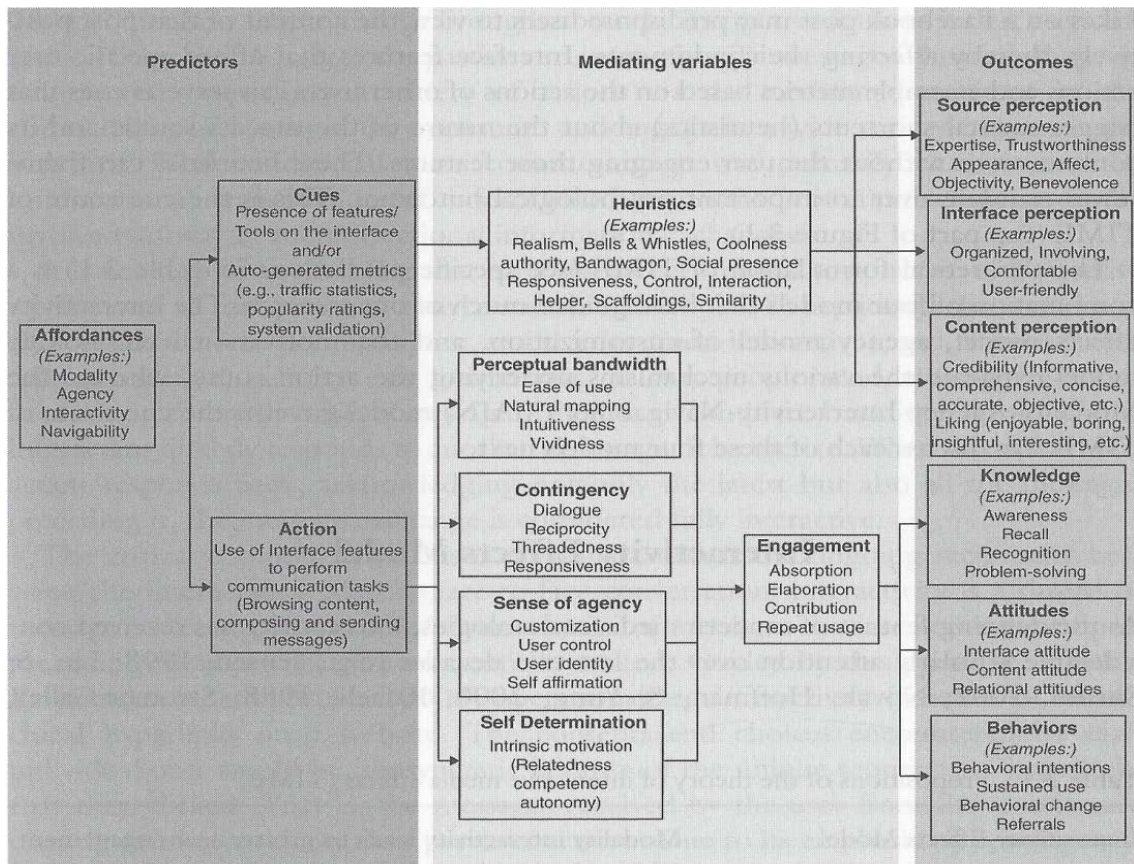 Predictors
Mediating variables
Outcomes
Affordances
(Examples:)
Modality
Agency
Interactivity
Navigability
Cues
Presence of features/
Tools on the interface
and/or
Auto-generated metrics
(e.g., traffic statistics,
popularity ratings,
system validation)
Action
Use of Interface features
to perform
communication tasks
(Browsing content,
composing and sending
messages)
Heuristics
(Examples:)
Realism, Bells & Whistles, Coolness
authority, Bandwagon, Social presence
Responsiveness, Control, Interaction,
Helper, Scaffoldings, Similarity
Perceptual bandwidth
Ease of use
Natural mapping
Intuitiveness
Vividness
Contingency
Dialogue
Reciprocity
Threadedness
Responsiveness
Sense of agency
Customization
User control
User identity
Self affirmation
Self Determination
Intrinsic motivation
(Relatedness
competence
autonomy)
Engagement
Absorption
Elaboration
Contribution
Repeat usage
Source perception
(Examples:)
Expertise, Trustworthiness
Appearance, Affect,
Objectivity, Benevolence
Interface perception
(Examples:)
Organized, Involving,
Comfortable
User-friendly
Content perception
Credibility (Informative,
comprehensive, concise,
accurate, objective, etc.)
Liking (enjoyable, boring,
insightful, interesting, etc.)
Knowledge
(Examples:)
Awareness
Recall
Recognition
Problem-solving
Attitudes
(Examples:)
Interface attitude
Content attitude
Relational attitudes
Behaviors
(Examples:)
Behavioral intentions
Sustained use
Behavioral change
Referrals